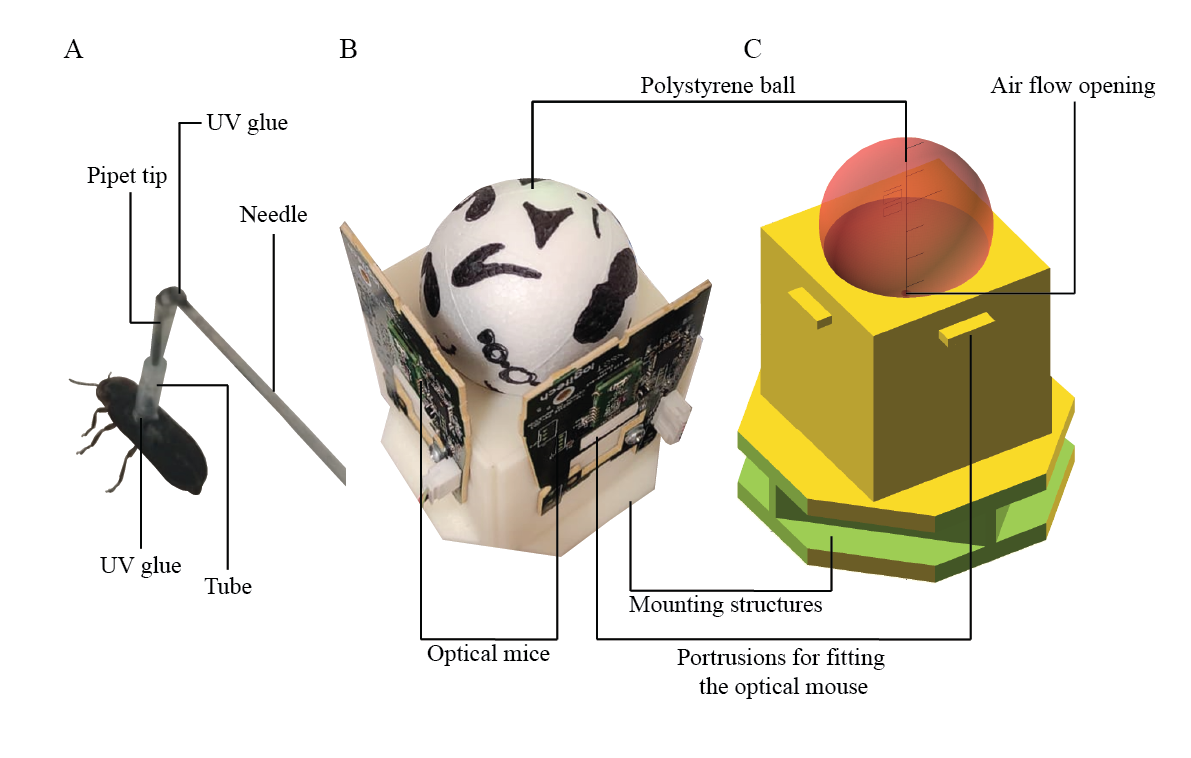 A
B
C
Polystyrene ball
Air flow opening
UV glue
Pipet tip
Needle
UV glue
Tube
Mounting structures
Optical mice
Portrusions for fitting
the optical mouse
logitech